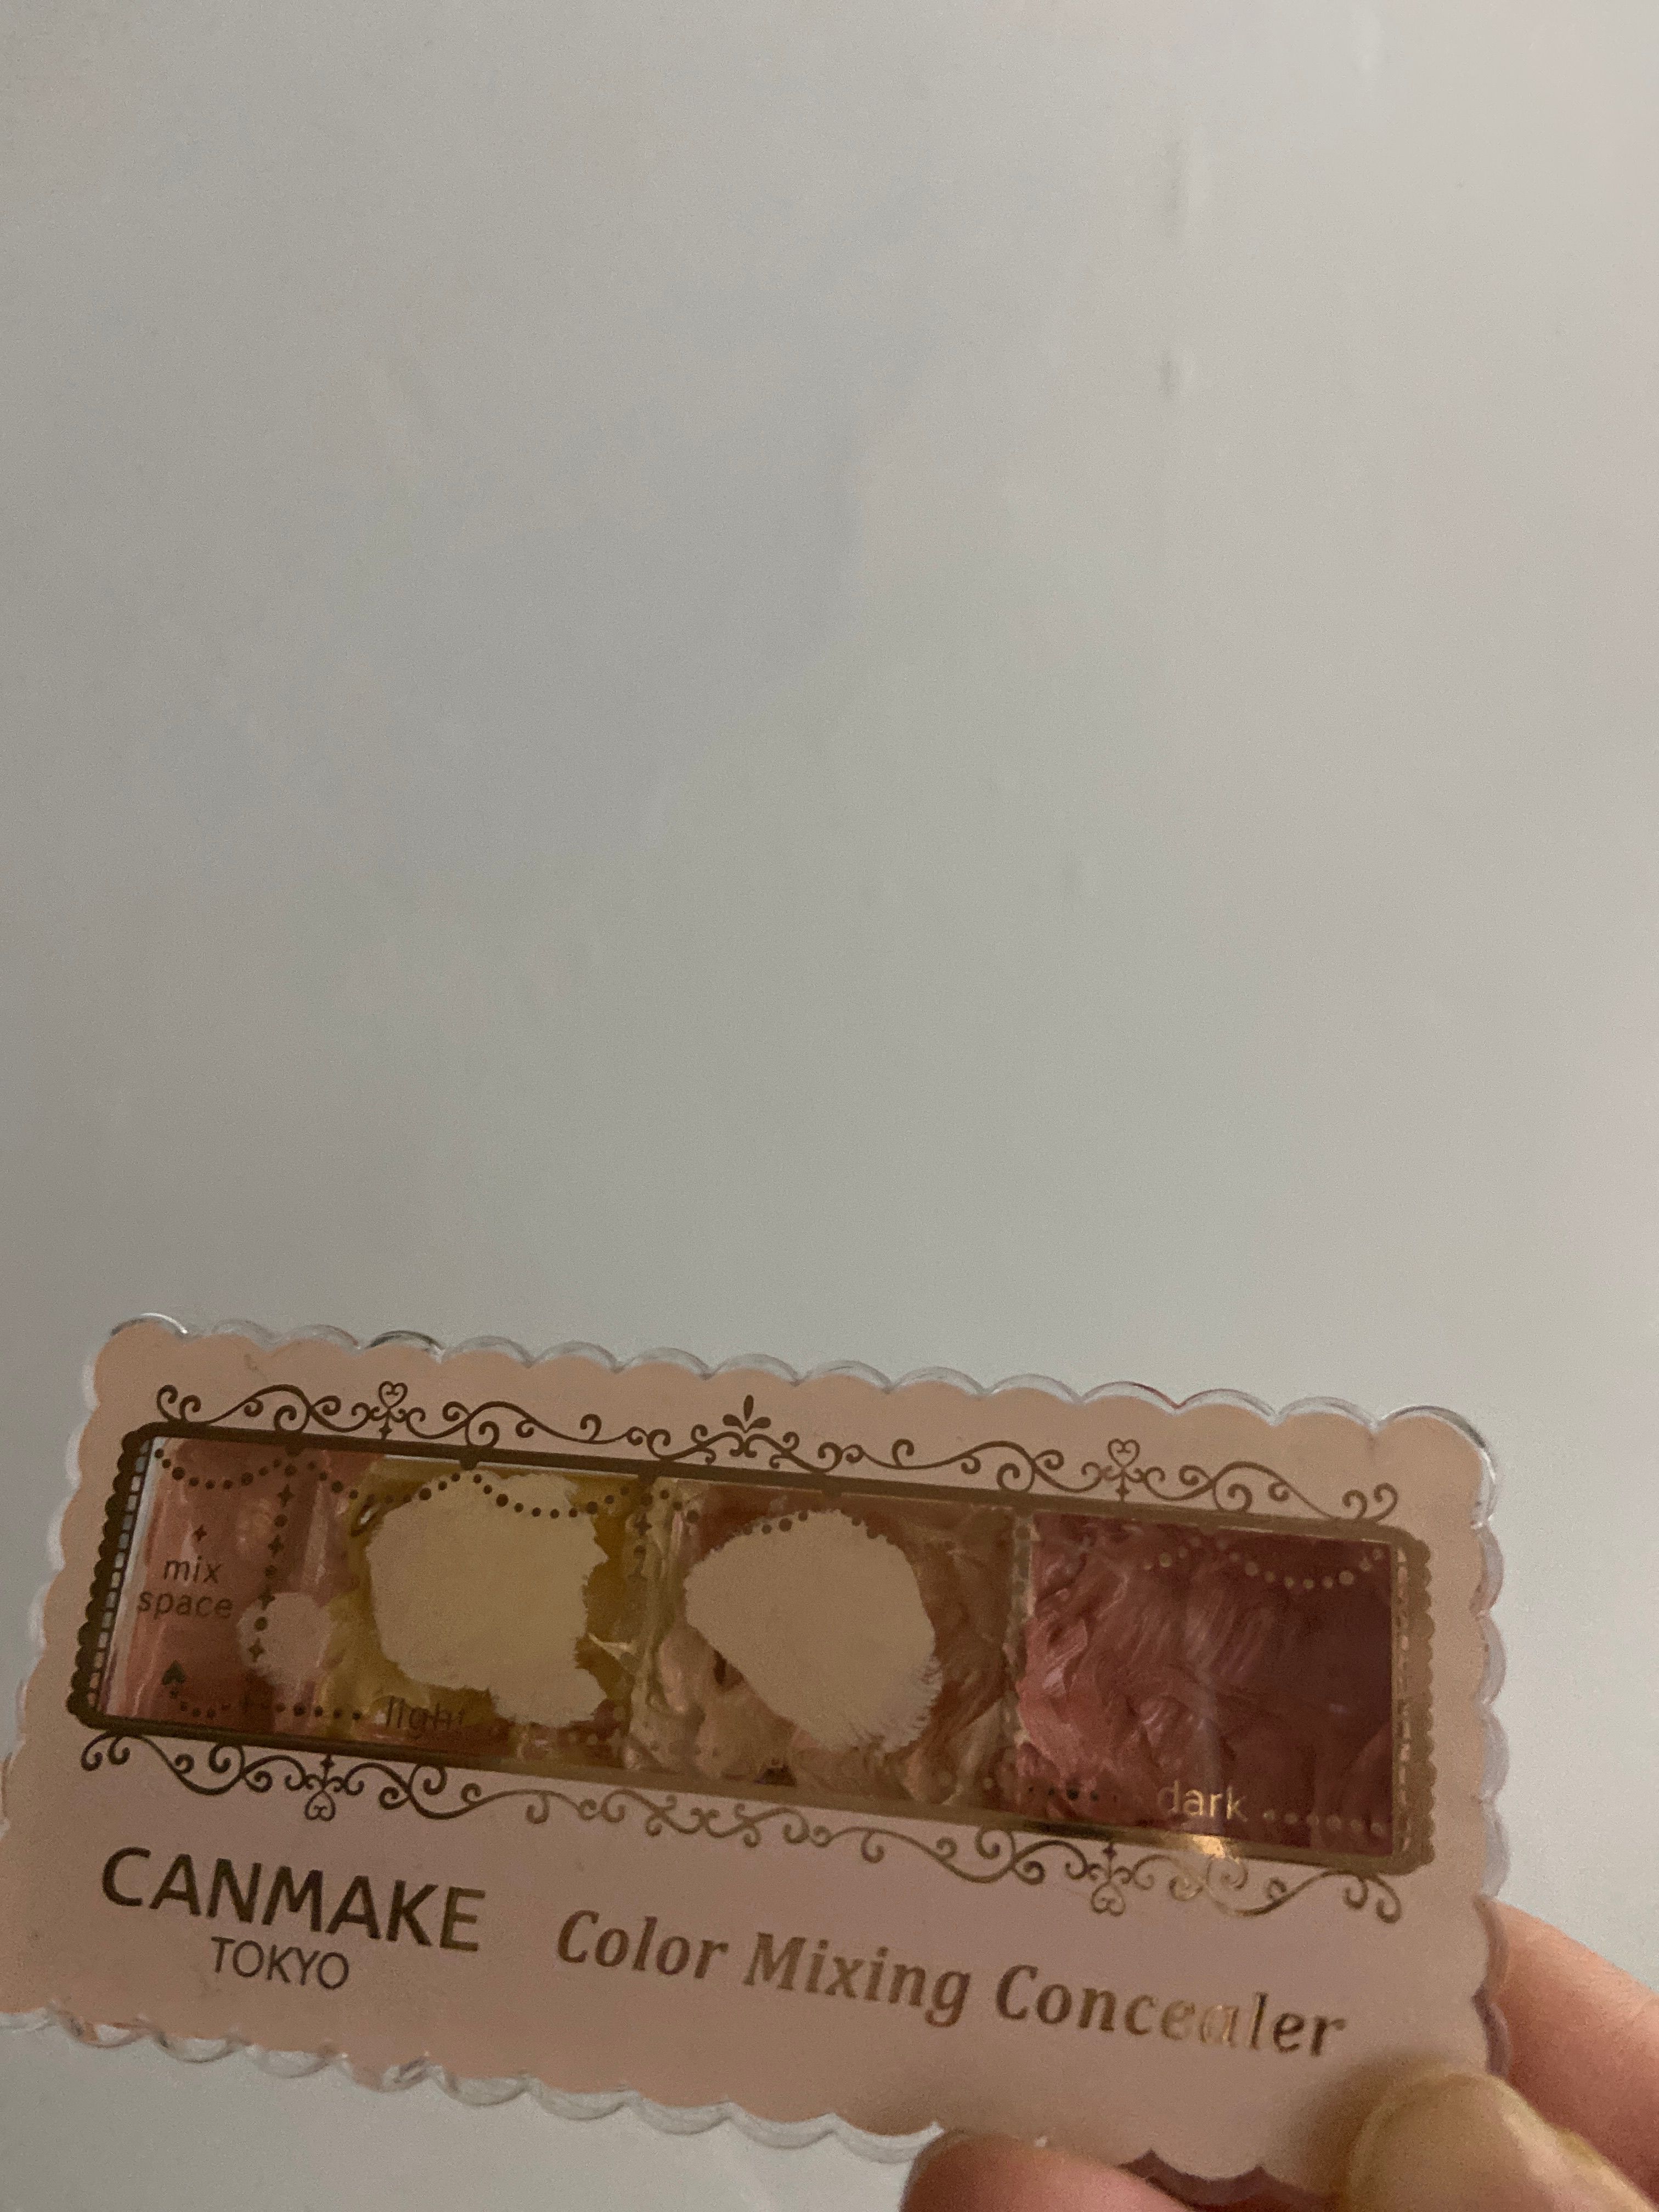 mix
space
light
dark
CANMAKE
TOKYO
Color Mixing Concealer